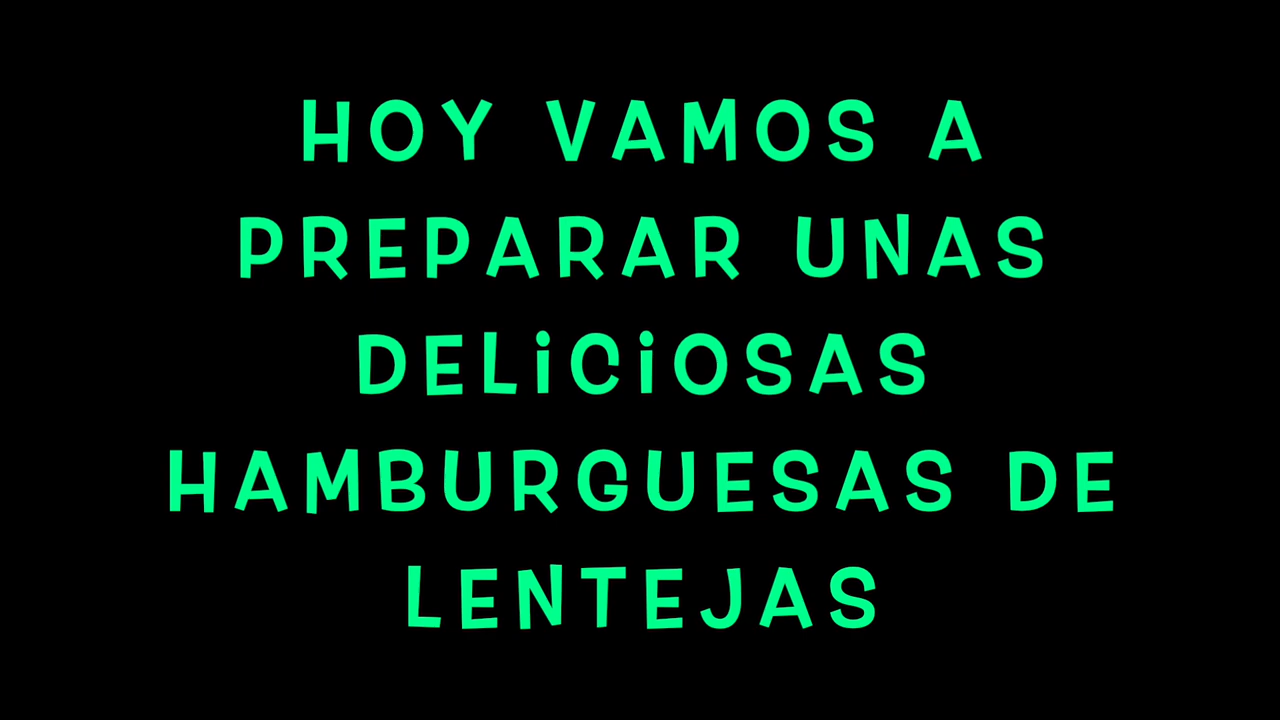 HOY VAMOS A
PREPARAR UNAS
DELiCiOSAS
HAMBURGUESAS DE
LENTEJAS